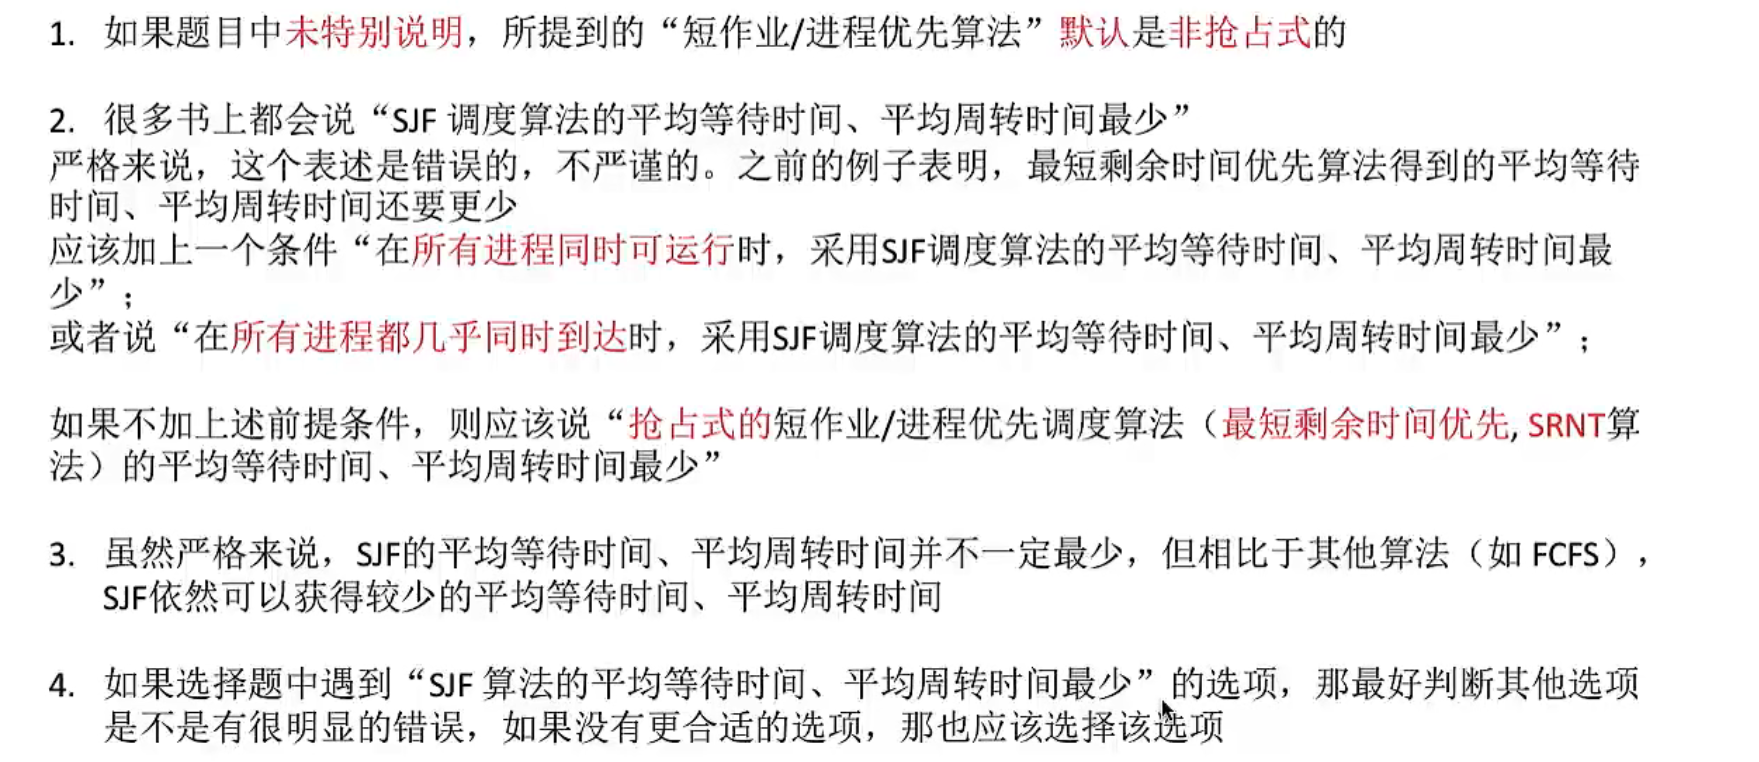 1. 如果题目中未特别说明，所提到的“短作业/进程优先算法”默认是非抢占式的
2. 很多书上都会说“SJF 调度算法的平均等待时间、平均周转时间最少”
严格来说，这个表述是错误的，不严谨的。之前的例子表明，最短剩余时间优先算法得到的平均等待
时间、平均周转时间还要更少
应该加上一个条件“在所有进程同时可运行时，采用SJF调度算法的平均等待时间、平均周转时间最
少”；
或者说“在所有进程都几乎同时到达时，采用SJF调度算法的平均等待时间、平均周转时间最少”；
如果不加上述前提条件，则应该说“抢占式的短作业/进程优先调度算法（最短剩余时间优先, SRNT算
法）的平均等待时间、平均周转时间最少”
3. 虽然严格来说，SJF的平均等待时间、平均周转时间并不一定最少，但相比于其他算法（如 FCFS），
SJF依然可以获得较少的平均等待时间、平均周转时间
4. 如果选择题中遇到“SJF 算法的平均等待时间、平均周转时间最少”的选项，那最好判断其他选项
是不是有很明显的错误，如果没有更合适的选项，那也应该选择该选项